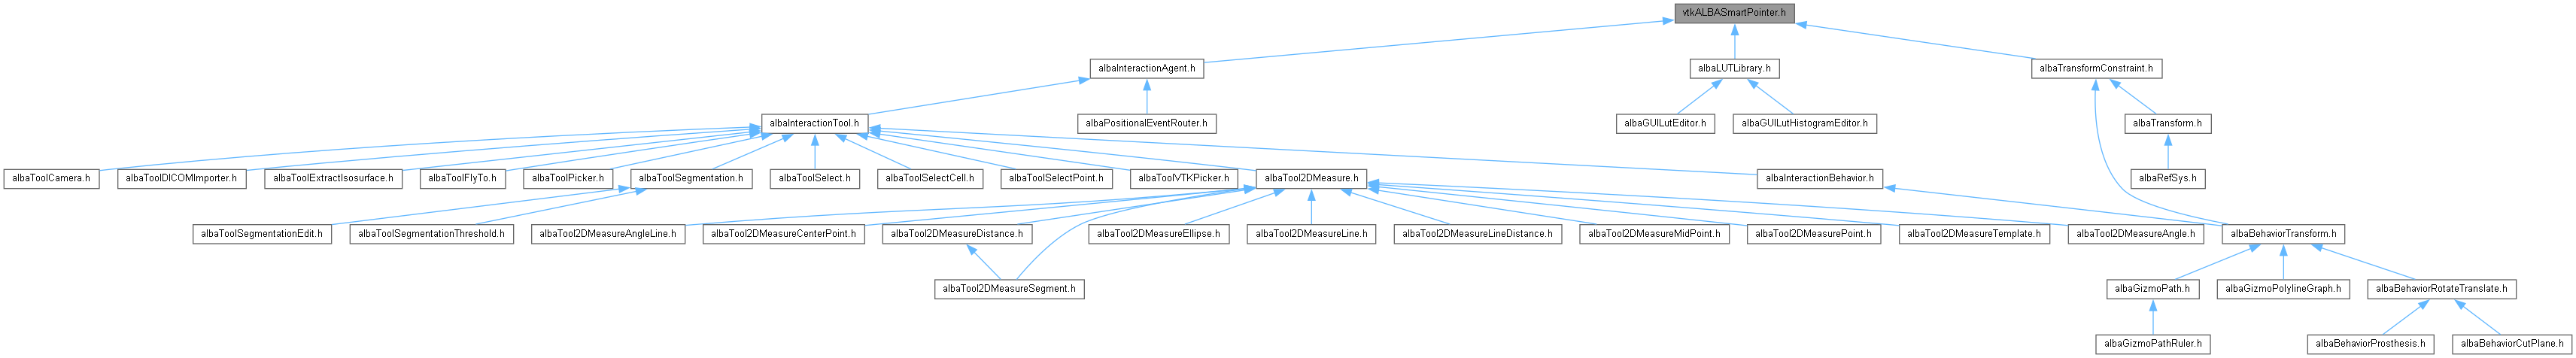 vtkALBASmartPointer.h
albaInteractionAgent.h
albaLUTLibrary.h
albaTransformConstraint.h
albaInteractionTool.h
albaPositionalEventRouter.h
albaGUILutEditor.h
albaGUILutHistogramEditor.h
albaTransform.h
albaToolCamera.h
albaToolDICOMImporter.h
albaToolExtractIsosurface.h
albaToolFlyTo.h
albaToolPicker.h
albaToolSegmentation.h
albaToolSelect.h
albaToolSelectCell.h
albaToolSelectPoint.h
albaToolVTKPicker.h
albaTool2DMeasure.h
albaInteractionBehavior.h
albaRefSys.h
albaToolSegmentationEdit.h
albaToolSegmentationThreshold.h
albaTool2DMeasureAngleLine.h
albaTool2DMeasureCenterPoint.h
albaTool2DMeasureDistance.h
albaTool2DMeasureEllipse.h
albaTool2DMeasureLine.h
albaTool2DMeasureLineDistance.h
albaTool2DMeasureMidPoint.h
albaTool2DMeasurePoint.h
albaTool2DMeasureTemplate.h
albaTool2DMeasureAngle.h
albaBehaviorTransform.h
albaTool2DMeasureSegment.h
albaGizmoPath.h
albaGizmoPolylineGraph.h
albaBehaviorRotateTranslate.h
albaGizmoPathRuler.h
albaBehaviorProsthesis.h
albaBehaviorCutPlane.h